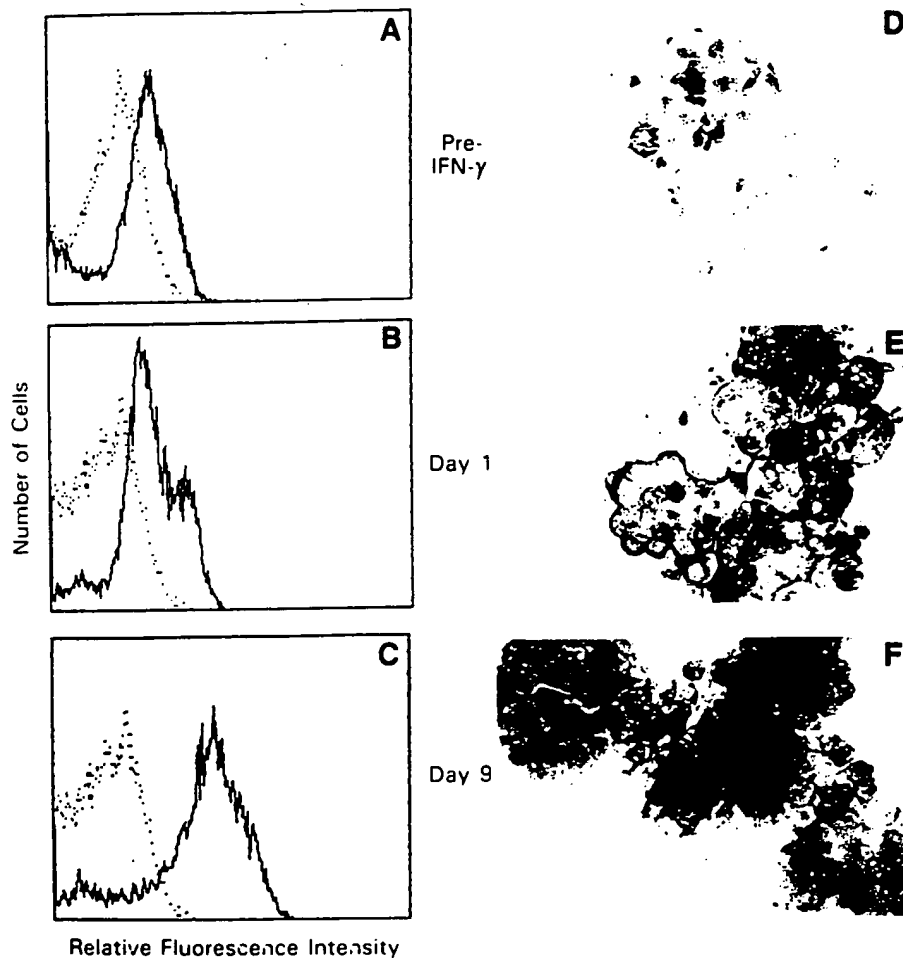 A
D
Pre-
IFN-γ
B
E
Day 1
C
F
Day 9
Number of Cells
Relative Fluorescence Intensity